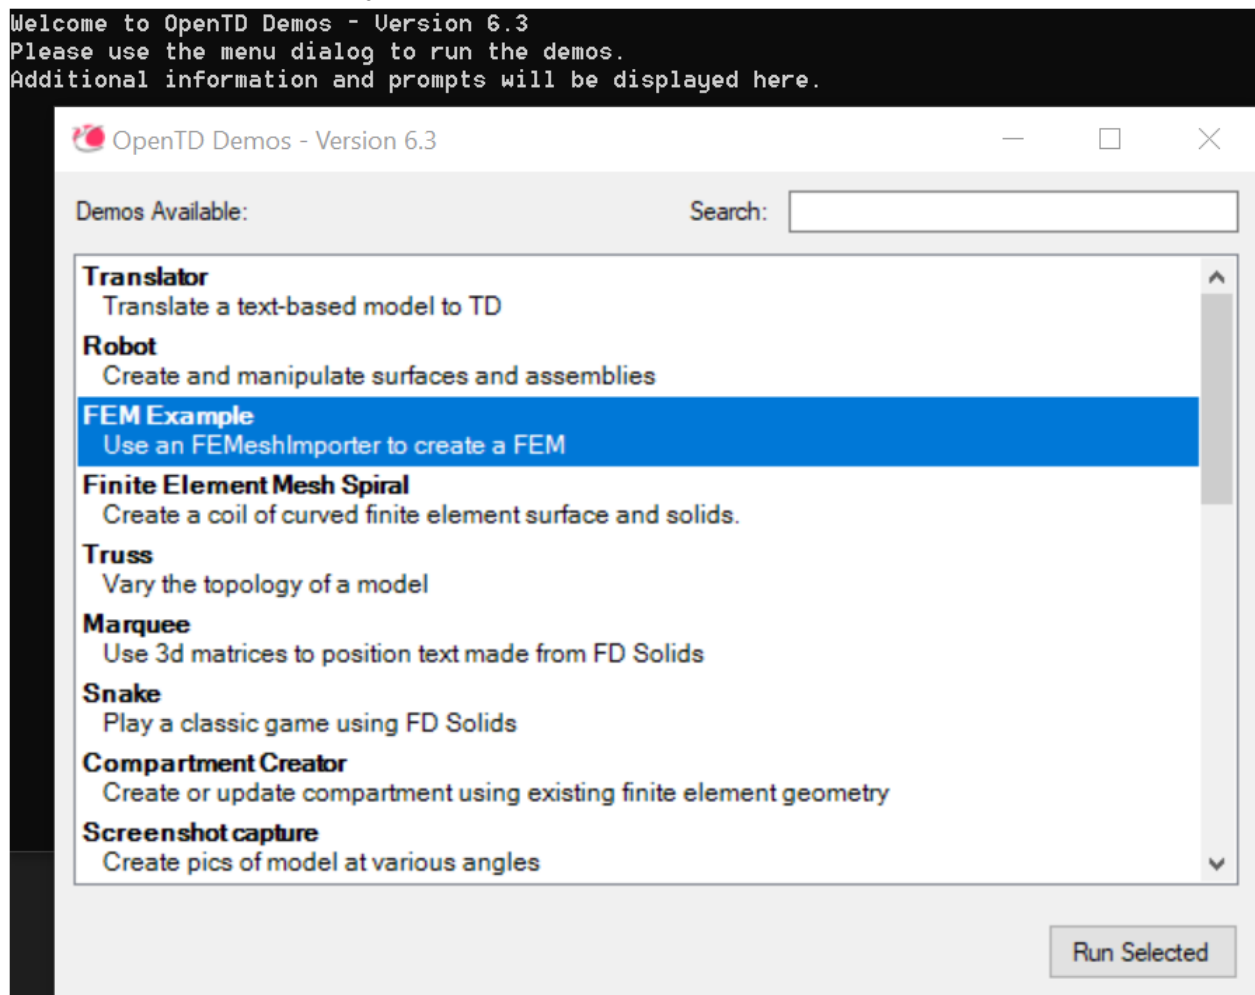 Welcome to OpenTD Demos - Version 6.3
Please use the menu dialog to run the demos.
Additional information and prompts will be displayed here.
OpenTD Demos - Version 6.3
Demos Available:
Search:
Translator
Translate a text-based model to TD
Robot
Create and manipulate surfaces and assemblies
FEM Example
Use an FEMeshImporter to create a FEM
Finite Element Mesh Spiral
Create a coil of curved finite element surface and solids.
Truss
Vary the topology of a model
Marquee
Use 3d matrices to position text made from FD Solids
Snake
Play a classic game using FD Solids
Compartment Creator
Create or update compartment using existing finite element geometry
Screenshot capture
Create pics of model at various angles
Run Selected